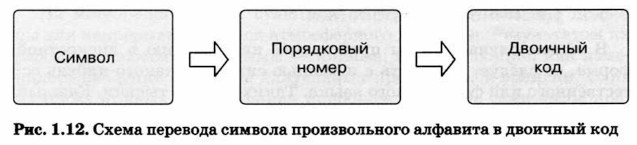 Символ
Порядковый
номер
Двоичный
код
Рис. 1.12. Схема перевода символа произвольного алфавита в двоичный код